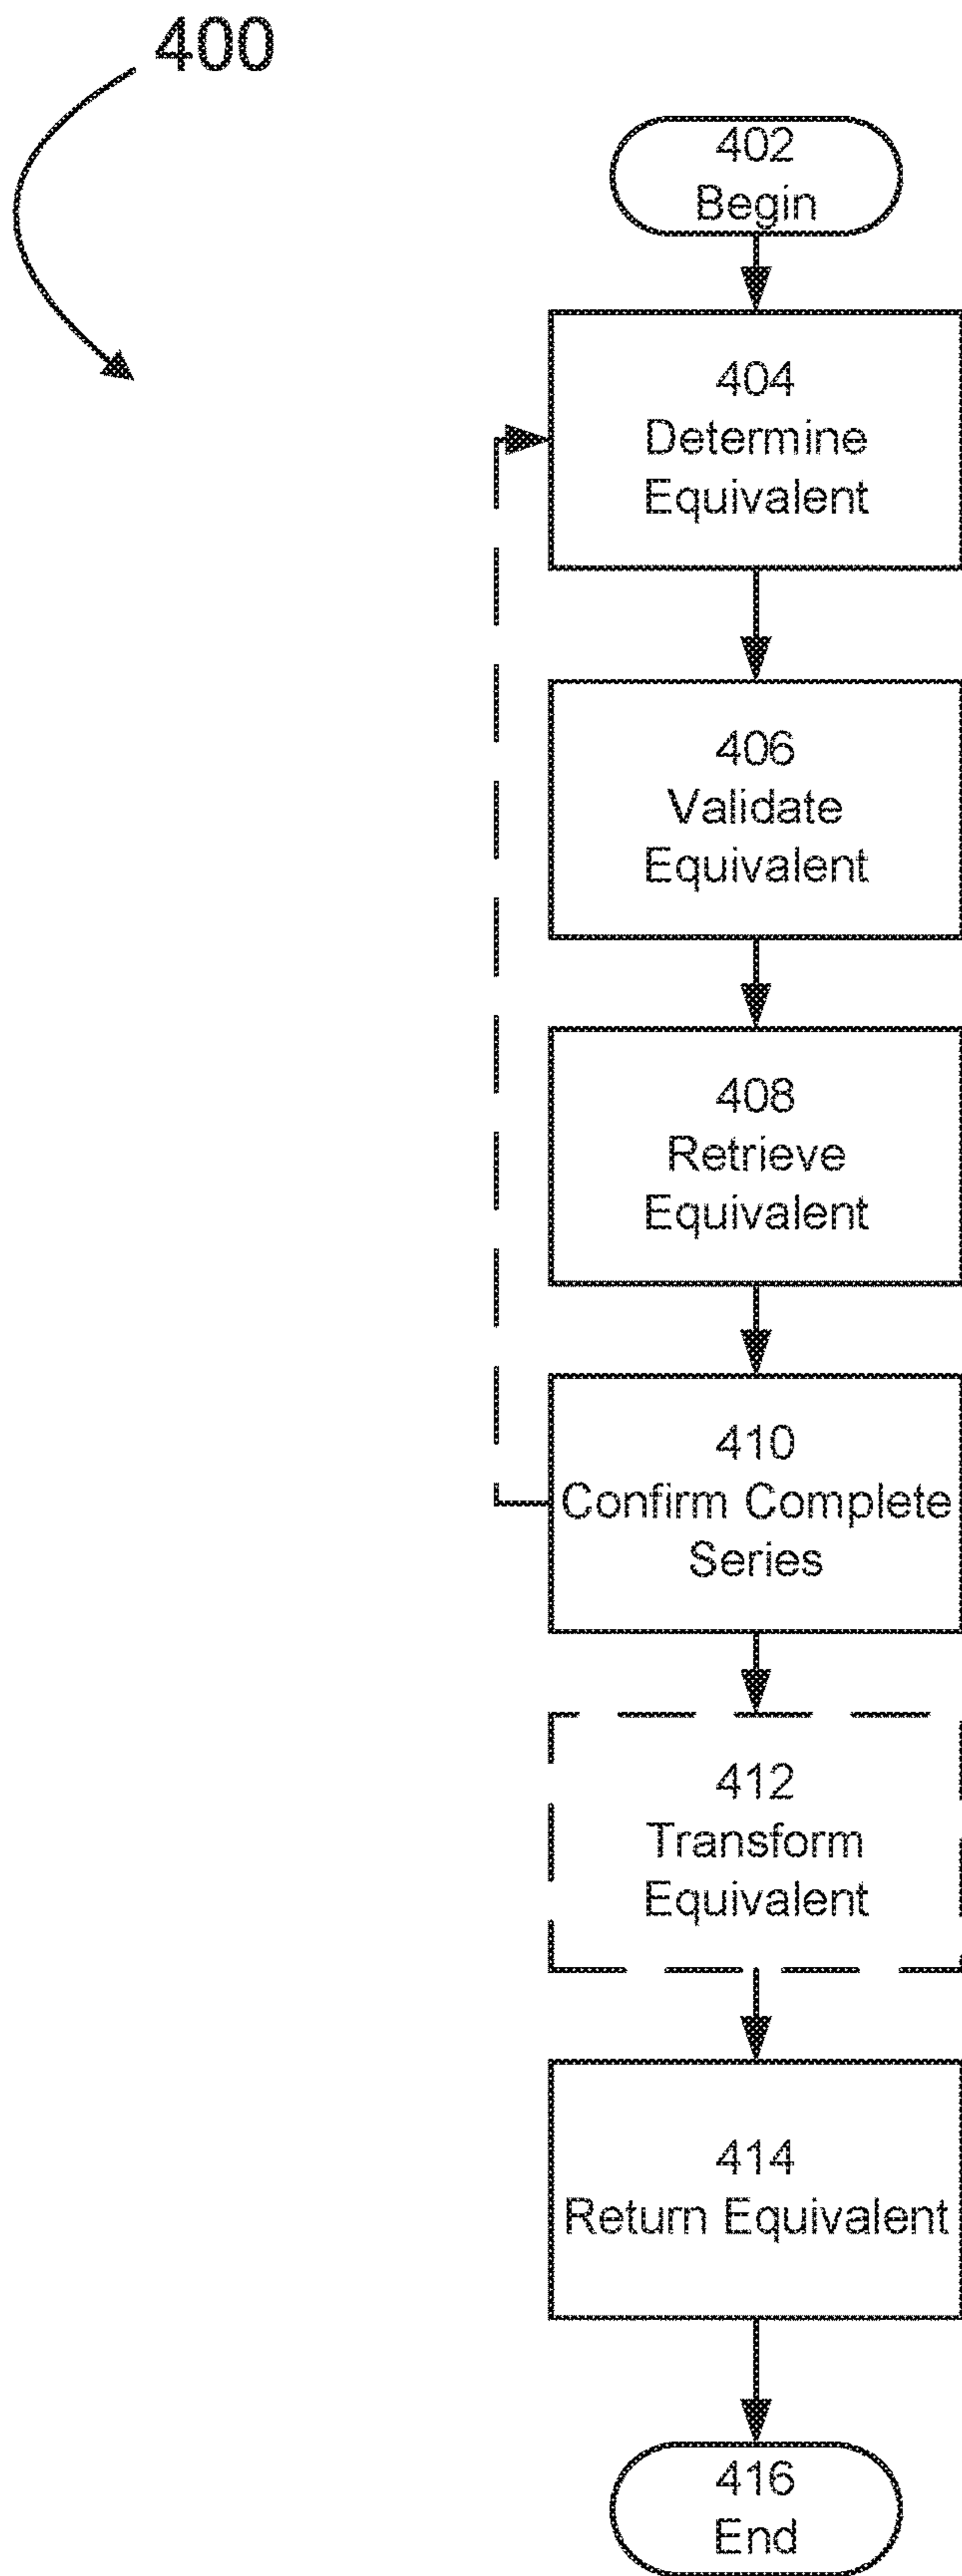 400
402
Begin
404
Determine
Equivalent
406
Validate
Equivalent
408
Retrieve
Equivalent
410
Confirm Complete
Series
412
Transform
Equivalent
414
Return Equivalent
416
End